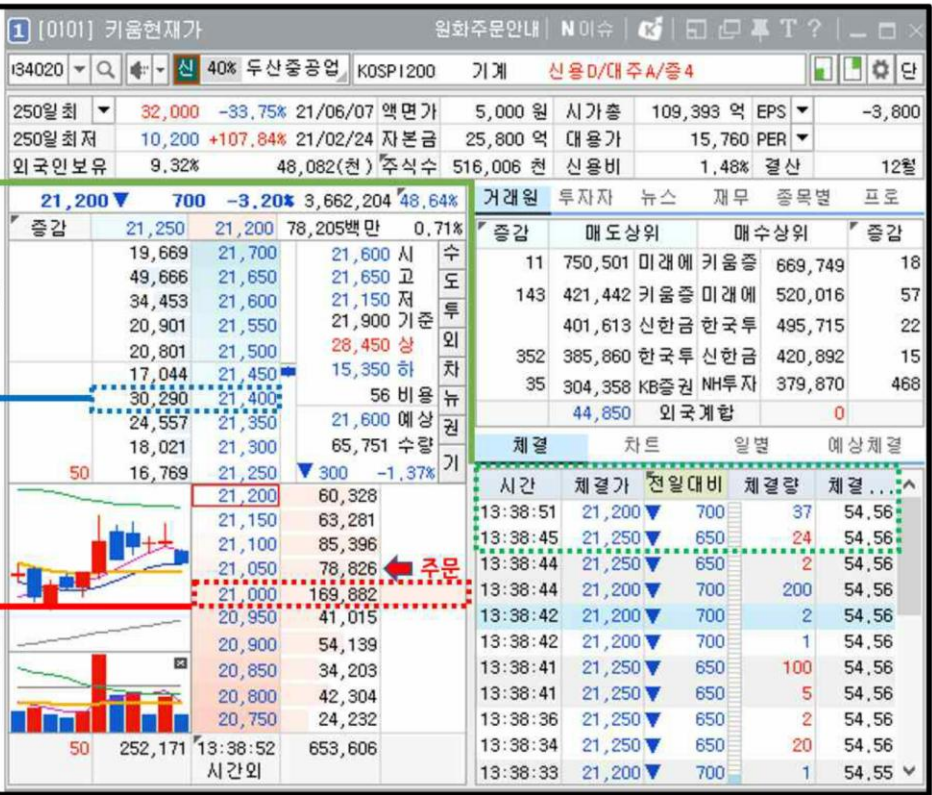 1 [0101] 키움현재가 원화주문안내 N이슈 T ?
034020 신 40% 두산중공업 KOSPI200 기계 신용D/대주A/증4 단
250일최 32,000 -33.75% 21/06/07 액면가 5,000 원 시가총 109,393 억 EPS -3,800
250일최저 10,200 +107.84% 21/02/24 자본금 25,800 억 대용가 15,760 PER
외국인보유 9.32% 48,082(천) 주식수 516,006 천 신용비 1.48% 결산 12월
21,200 ▼ 700 -3.20% 3,662,204 48.64%
증감 21,250 21,200 78,205백만 0.71%
19,669 21,700 21,600 시 수
49,666 21,650 21,650 고 도
34,453 21,600 21,150 저 투
20,901 21,550 21,900 기준 외
20,801 21,500 28,450 상 차
17,044 21,450 15,350 하 뉴
30,290 21,400 56 비용 권
24,557 21,350 21,600 예상 기
18,021 21,300 65,751 수량
50 16,769 21,250 ▼ 300 -1.37%
21,200 60,328
21,150 63,281
21,100 85,396
21,050 78,826 주문
21,000 169,882
20,950 41,015
20,900 54,139
20,850 34,203
20,800 42,304
20,750 24,232
50 252,171 13:38:52 653,606
시간외
거래원 투자자 뉴스 재무 종목별 프로
증감 매도상위 매수상위 증감
11 750,501 미래에 키움증 669,749 18
143 421,442 키움증 미래에 520,016 57
401,613 신한금 한국투 495,715 22
352 385,860 한국투 신한금 420,892 15
35 304,358 KB증권 NH투자 379,870 468
44,850 외국계합 0
체결 차트 일별 예상체결
시간 체결가 전일대비 체결량 체결...
13:38:51 21,200 ▼ 700 37 54.56
13:38:45 21,250 ▼ 650 24 54.56
13:38:44 21,250 ▼ 650 2 54.56
13:38:44 21,200 ▼ 700 200 54.56
13:38:42 21,200 ▼ 700 2 54.56
13:38:42 21,200 ▼ 700 1 54.56
13:38:41 21,250 ▼ 650 100 54.56
13:38:41 21,250 ▼ 650 5 54.56
13:38:36 21,250 ▼ 650 2 54.56
13:38:34 21,250 ▼ 650 20 54.56
13:38:33 21,200 ▼ 700 1 54.55